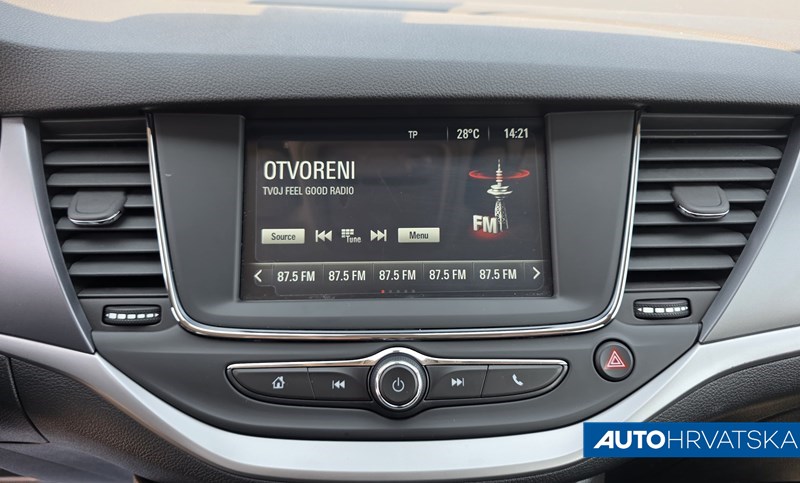 TP 28°C 14:21
OTVORENI
TVOJ FEEL GOOD RADIO
FM
Source Tune Menu
87.5 FM 87.5 FM 87.5 FM 87.5 FM 87.5 FM
AUTOHRVATSKA